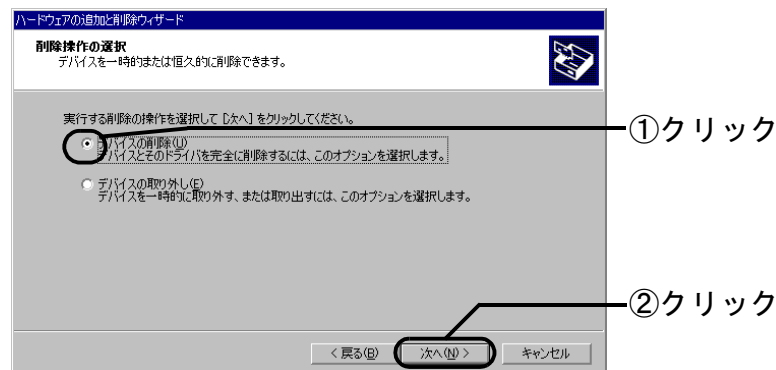 ハードウェアの追加と削除ウィザード
削除操作の選択
デバイスを一時的または恒久的に削除できます。
実行する削除の操作を選択して [次へ] をクリックしてください。
デバイスの削除(U)
デバイスとそのドライバを完全に削除するには、このオプションを選択します。
①クリック
デバイスの取り外し(E)
デバイスを一時的に取り外す、または取り出すには、このオプションを選択します。
②クリック
< 戻る(B)
次へ(N) >
キャンセル